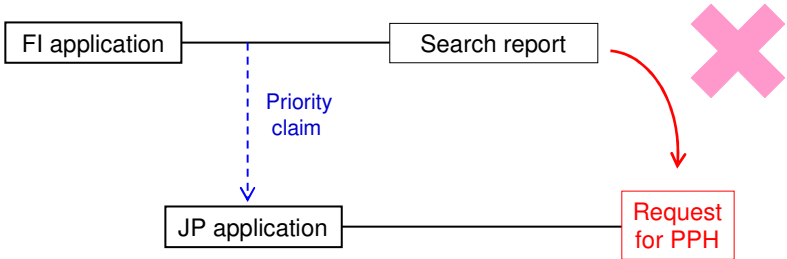 FI application
Search report
Priority
claim
JP application
Request
for PPH